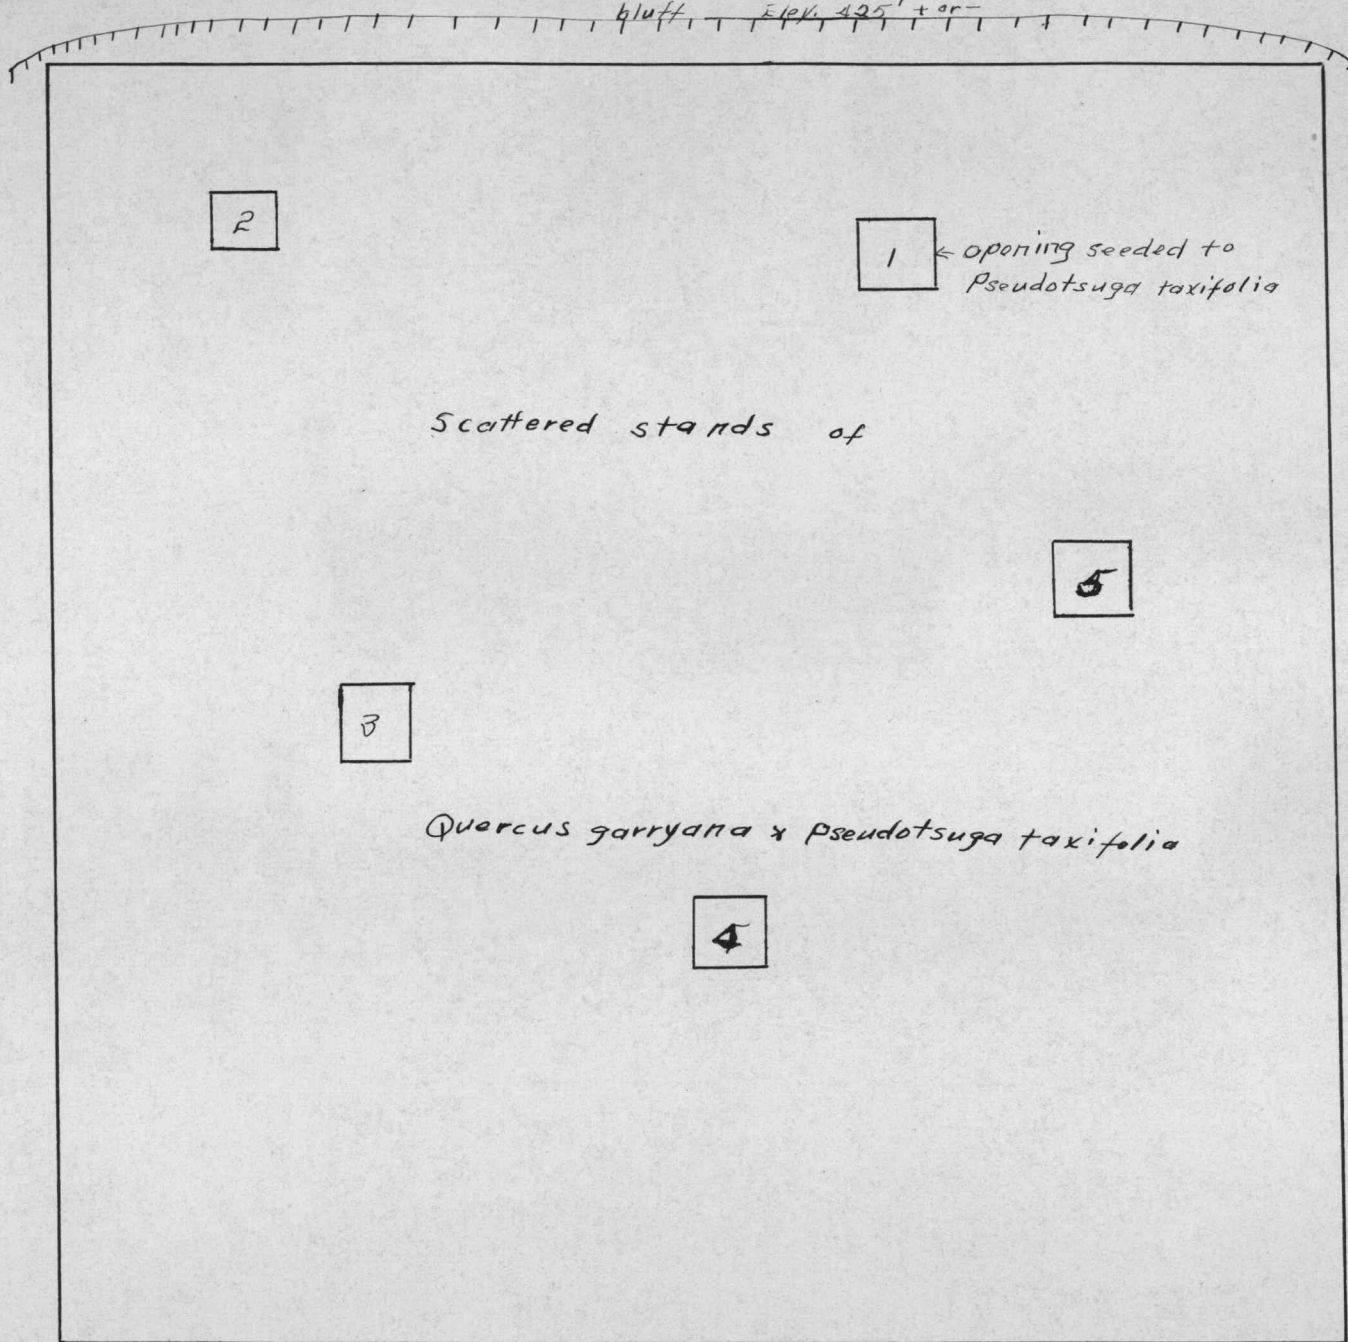 bluff Elev. 425' + or -
2
1
← opening seeded to
Pseudotsuga taxifolia
Scattered stands of
5
3
Quercus garryana x Pseudotsuga taxifolia
4